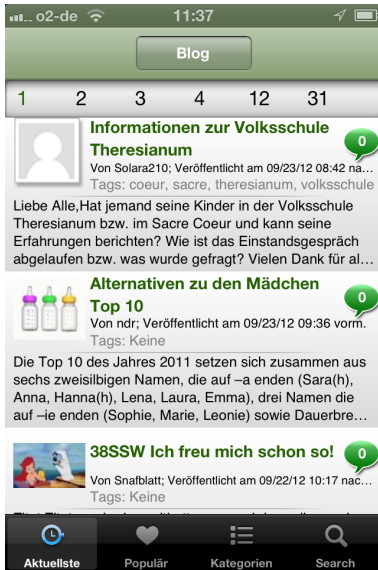 o2-de 11:37
Blog
1 2 3 4 12 31
Informationen zur Volksschule
Theresianum
0
Von Solara210; Veröffentlicht am 09/23/12 08:42 na…
Tags: coeur, sacre, theresianum, volksschule
Liebe Alle,Hat jemand seine Kinder in der Volksschule
Theresianum bzw. im Sacre Coeur und kann seine
Erfahrungen berichten? Wie ist das Einstandsgespräch
abgelaufen bzw. was wurde gefragt? Vielen Dank für al…
Alternativen zu den Mädchen
Top 10
0
Von ndr; Veröffentlicht am 09/23/12 09:36 vorm.
Tags: Keine
Die Top 10 des Jahres 2011 setzen sich zusammen aus
sechs zweisilbigen Namen, die auf –a enden (Sara(h),
Anna, Hanna(h), Lena, Laura, Emma), drei Namen die
auf –ie enden (Sophie, Marie, Leonie) sowie Dauerbre…
38SSW Ich freu mich schon so!
0
Von Snafblatt; Veröffentlicht am 09/22/12 10:17 nac…
Tags: Keine
Aktuellste Populär Kategorien Search